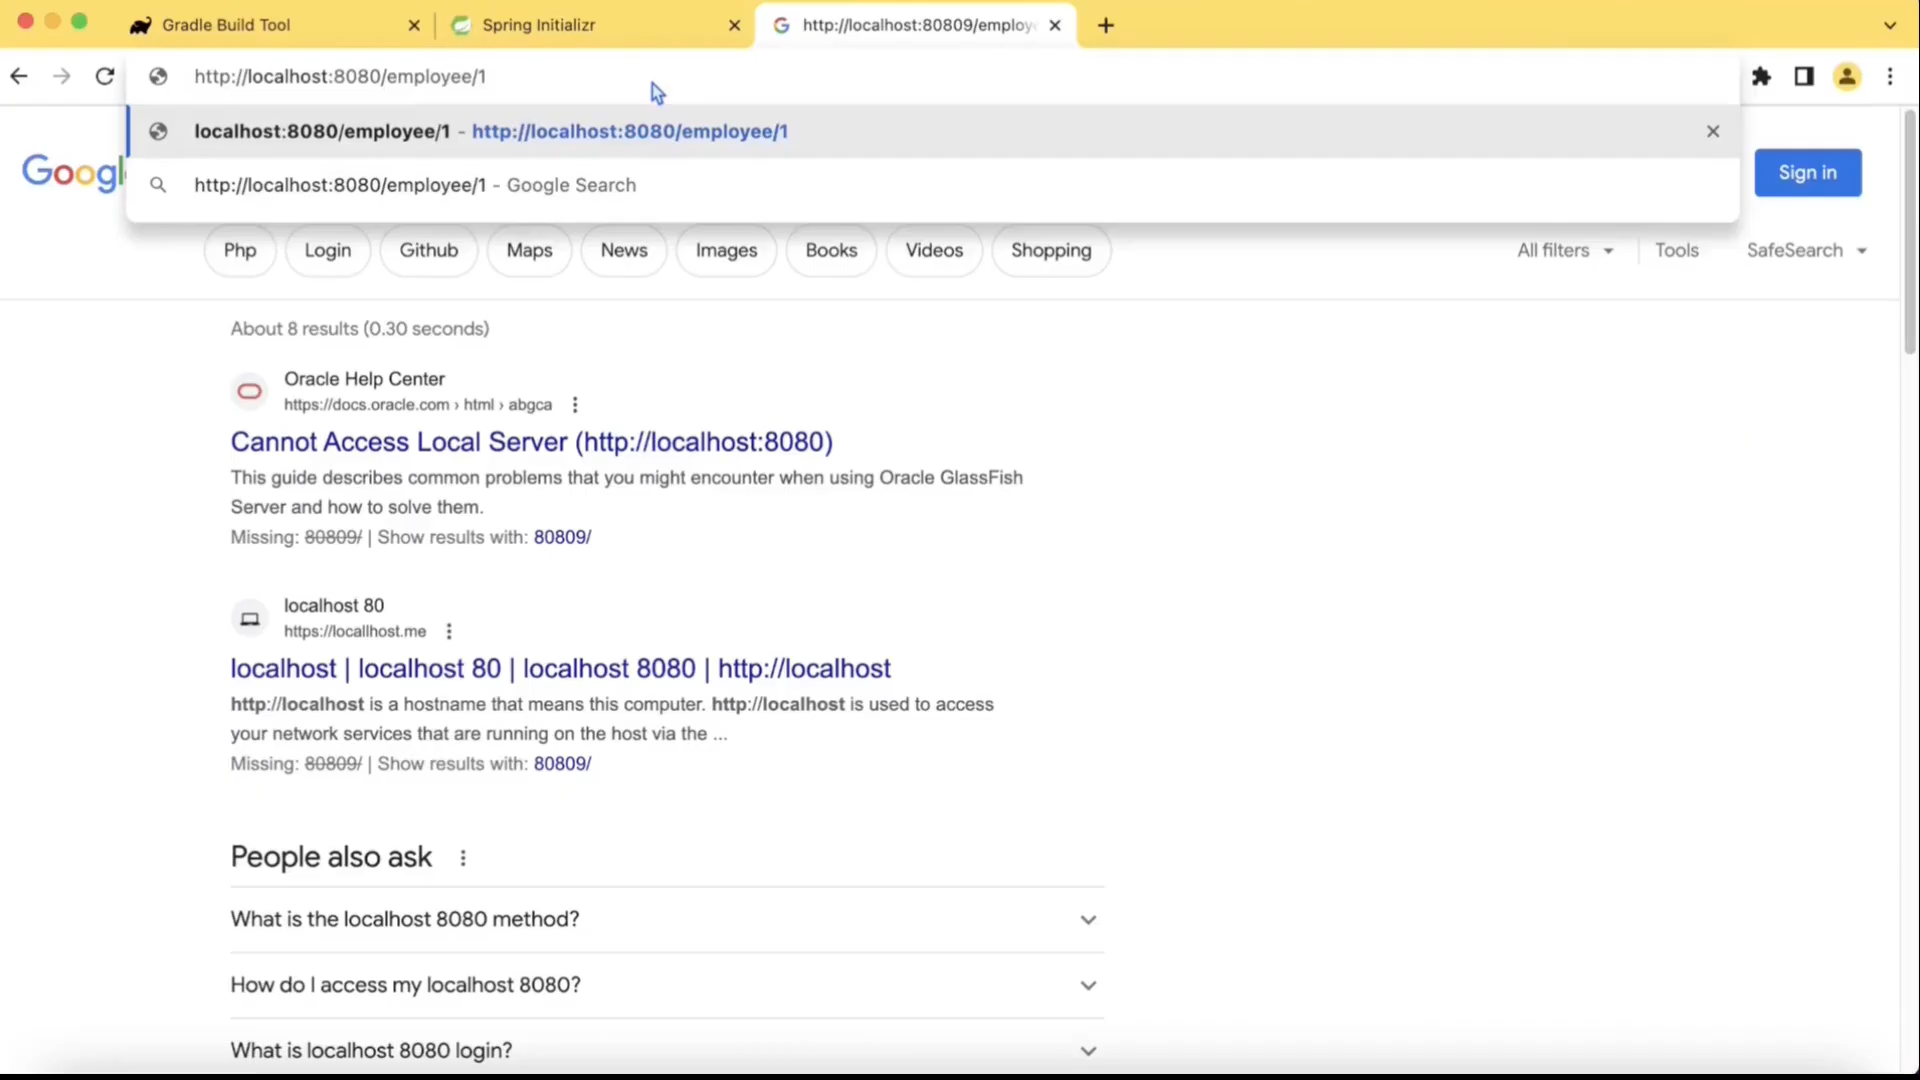 Gradle Build Tool
Spring Initializr
http://localhost:80809/employe
http://localhost:8080/employee/1
localhost:8080/employee/1 - http://localhost:8080/employee/1
http://localhost:8080/employee/1 - Google Search
Google
Sign in
Php
Login
Github
Maps
News
Images
Books
Videos
Shopping
All filters
Tools
SafeSearch
About 8 results (0.30 seconds)
Oracle Help Center
https://docs.oracle.com › html › abgca
Cannot Access Local Server (http://localhost:8080)
This guide describes common problems that you might encounter when using Oracle GlassFish
Server and how to solve them.
Missing: 80809/ | Show results with: 80809/
localhost 80
https://locallhost.me
localhost | localhost 80 | localhost 8080 | http://localhost
http://localhost is a hostname that means this computer. http://localhost is used to access
your network services that are running on the host via the ...
Missing: 80809/ | Show results with: 80809/
People also ask
What is the localhost 8080 method?
How do I access my localhost 8080?
What is localhost 8080 login?